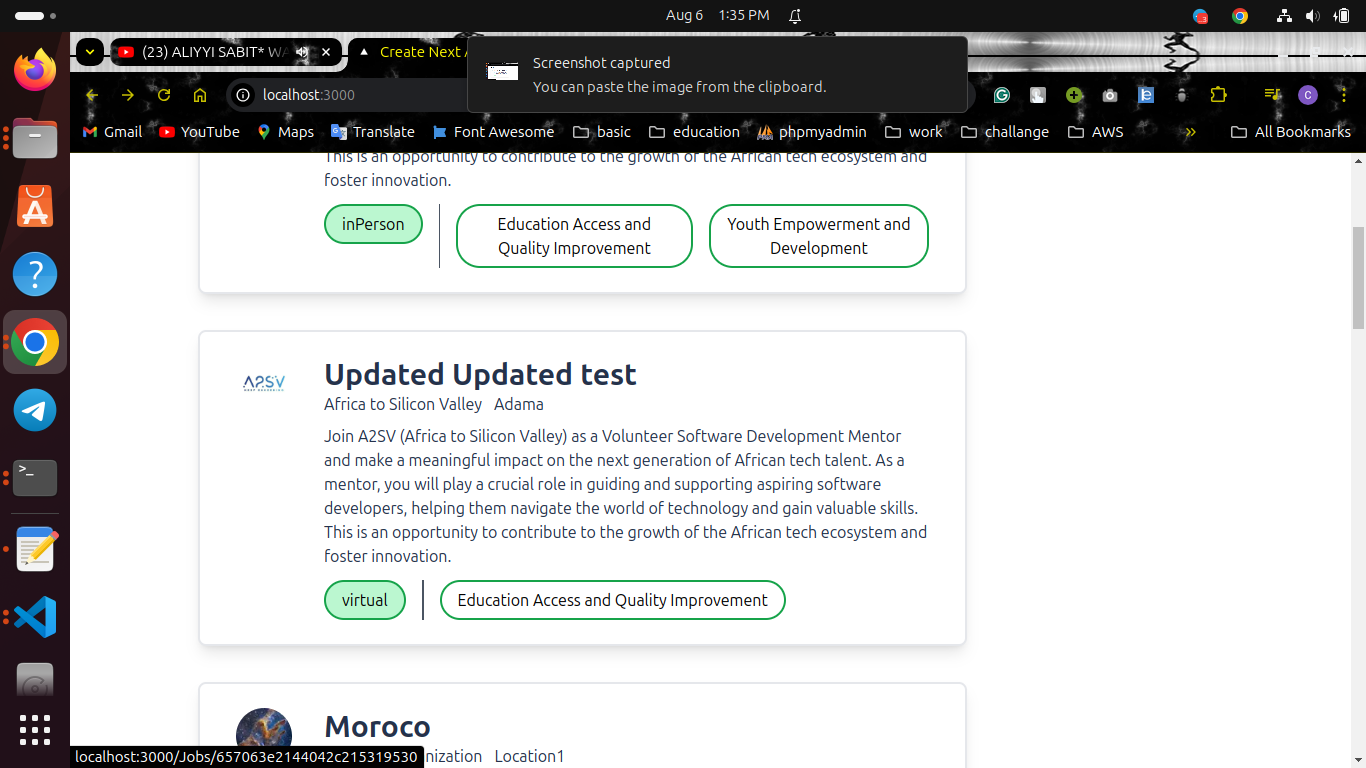 Aug 6 1:35 PM
(23) ALIYYI SABIT* WA
Create Next A
Screenshot captured
You can paste the image from the clipboard.
localhost:3000
Gmail YouTube Maps Translate Font Awesome basic education phpmyadmin work challange AWS » All Bookmarks
This is an opportunity to contribute to the growth of the African tech ecosystem and
foster innovation.
inPerson
Education Access and
Quality Improvement
Youth Empowerment and
Development
A2SV
Updated Updated test
Africa to Silicon Valley Adama
Join A2SV (Africa to Silicon Valley) as a Volunteer Software Development Mentor
and make a meaningful impact on the next generation of African tech talent. As a
mentor, you will play a crucial role in guiding and supporting aspiring software
developers, helping them navigate the world of technology and gain valuable skills.
This is an opportunity to contribute to the growth of the African tech ecosystem and
foster innovation.
virtual
Education Access and Quality Improvement
Moroco
nization Location1
localhost:3000/Jobs/657063e2144042c215319530